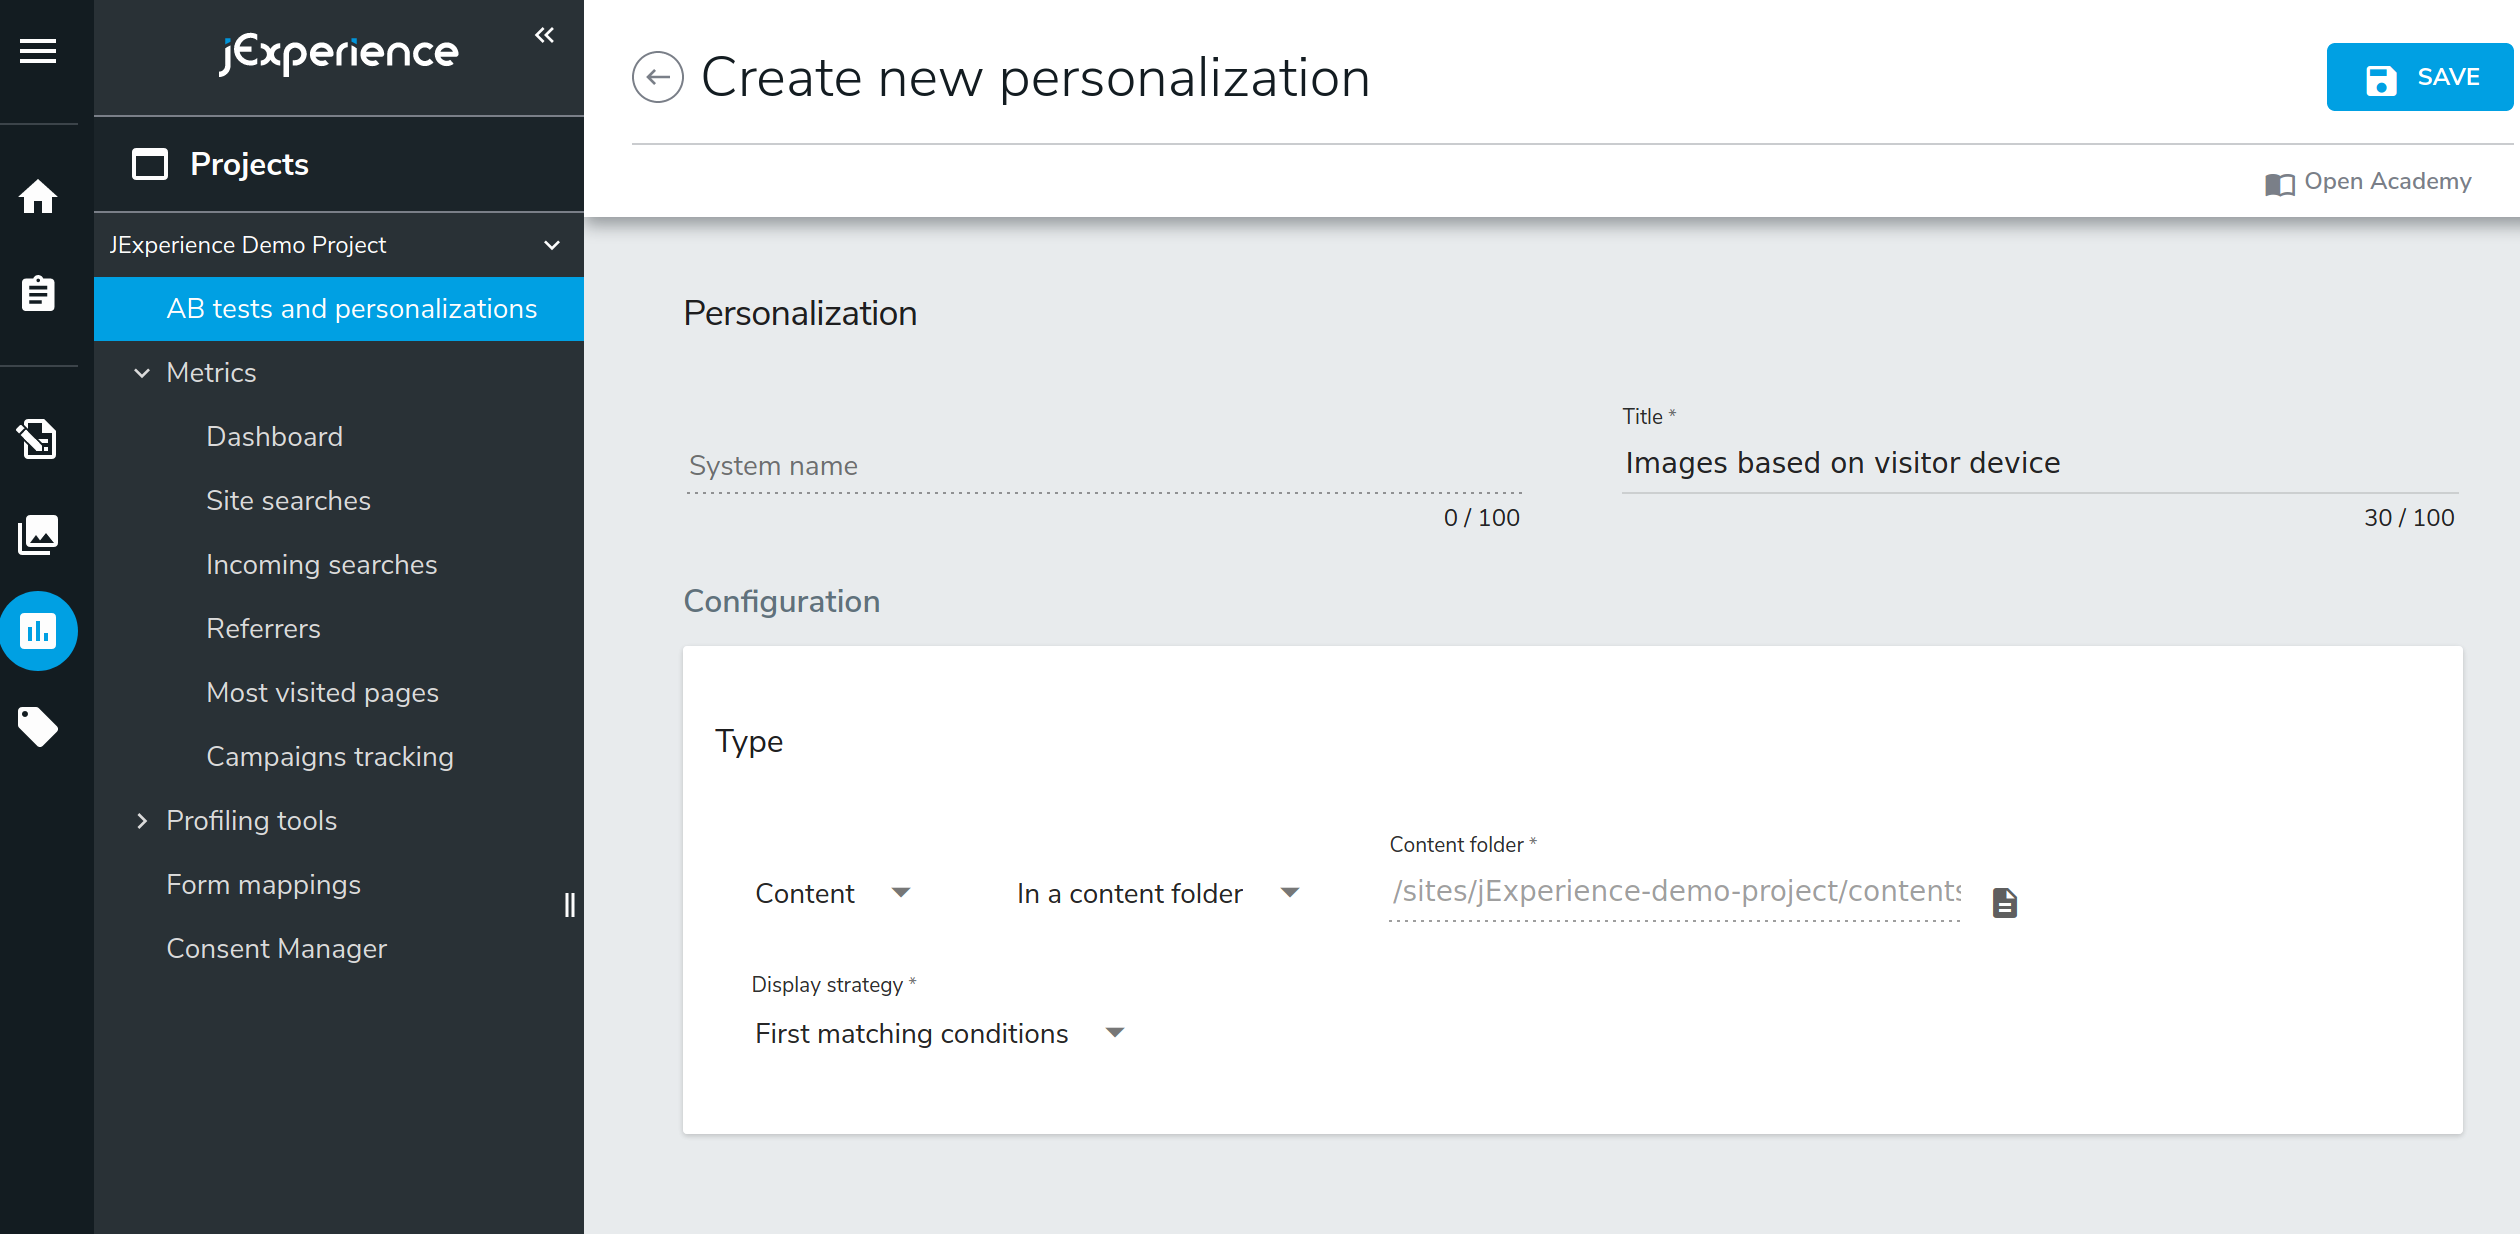 jExperience
Projects
JExperience Demo Project
AB tests and personalizations
Metrics
Dashboard
Site searches
Incoming searches
Referrers
Most visited pages
Campaigns tracking
Profiling tools
Form mappings
Consent Manager
Create new personalization
SAVE
Open Academy
Personalization
System name
0 / 100
Title *
Images based on visitor device
30 / 100
Configuration
Type
Content
In a content folder
Content folder *
/sites/jExperience-demo-project/contents
Display strategy *
First matching conditions